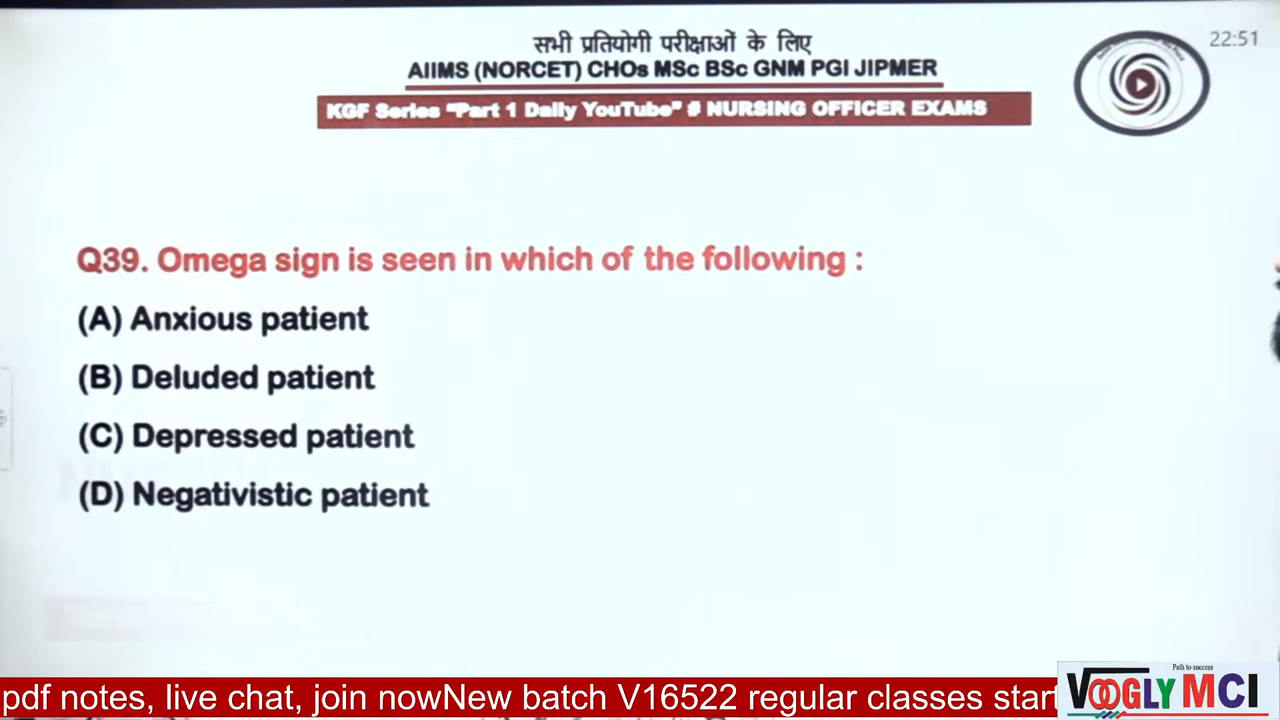 सभी प्रतियोगी परीक्षाओं के लिए
AIIMS (NORCET) CHOs MSc BSc GNM PGI JIPMER
KGF Series "Part 1 Daily YouTube" # NURSING OFFICER EXAMS
22:51
Q39. Omega sign is seen in which of the following :
(A) Anxious patient
(B) Deluded patient
(C) Depressed patient
(D) Negativistic patient
pdf notes, live chat, join nowNew batch V16522 regular classes start
Path to success
VOOGLY MCI